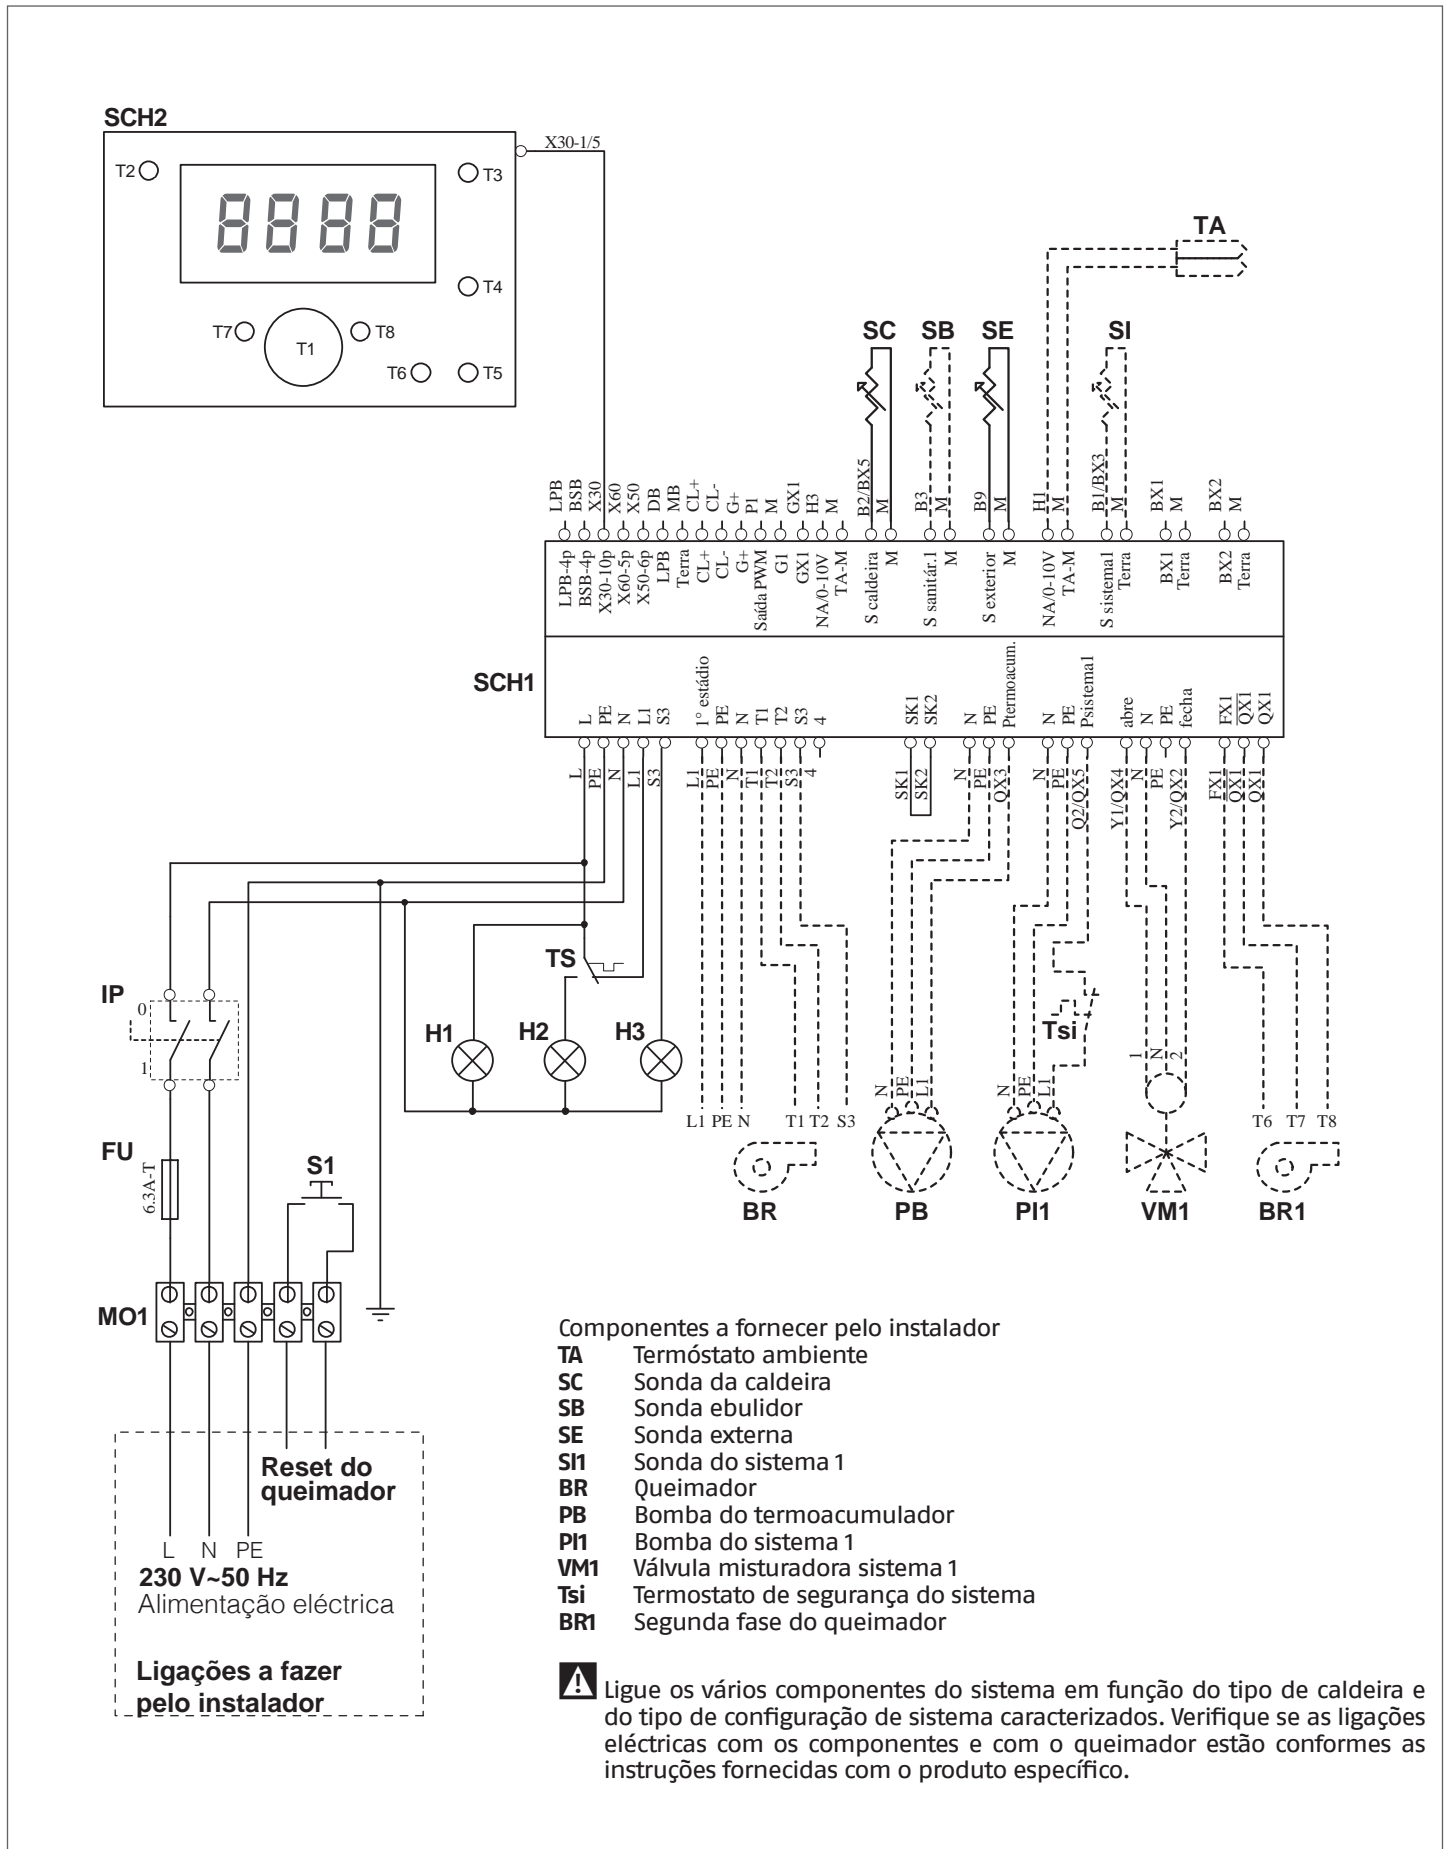 SCH2
X30-1/5
T2
T3
T4
T7
T8
T1
T6
T5
TA
SC
SB
SE
SI
LPB
BSB
X30
X60
X50
DB
MB
CL+
CL-
G+
P1
M
GX1
H3
M
B2/BX5
M
B3
M
B9
M
H1
M
B1/BX3
M
BX1
M
BX2
M
LPB-4p
BSB-4p
X30-10p
X60-5p
X50-6p
LPB
Terra
CL+
CL-
G+
Saída PWM
G1
GX1
NA/0-10V
TA-M
S caldeira
M
S sanitár.1
M
S exterior
M
NA/0-10V
TA-M
S sistema1
Terra
BX1
Terra
BX2
Terra
SCH1
L
PE
N
L1
S3
1° estádio
PE
N
T1
T2
S3
4
SK1
SK2
N
PE
Ptermoacum.
N
PE
Psistema1
abre
N
PE
fecha
FX1
QX1
QX1
L
PE
N
L1
S3
L1
PE
N
T1
T2
S3
4
SK1
SK2
N
PE
QX3
N
PE
Q2/QX5
Y1/QX4
N
PE
Y2/QX2
FX1
QX1
QX1
TS
IP
0
1
H1
H2
H3
Tsi
N
PE
L1
N
PE
L1
1
N
2
L1 PE N T1 T2 S3
T6 T7 T8
FU
6.3A-T
S1
BR
PB
PI1
VM1
BR1
MO1
Reset do
queimador
L N PE
230 V~50 Hz
Alimentação eléctrica
Ligações a fazer
pelo instalador
Componentes a fornecer pelo instalador
TA Termóstato ambiente
SC Sonda da caldeira
SB Sonda ebulidor
SE Sonda externa
SI1 Sonda do sistema 1
BR Queimador
PB Bomba do termoacumulador
PI1 Bomba do sistema 1
VM1 Válvula misturadora sistema 1
Tsi Termostato de segurança do sistema
BR1 Segunda fase do queimador
Ligue os vários componentes do sistema em função do tipo de caldeira e
do tipo de configuração de sistema caracterizados. Verifique se as ligações
eléctricas com os componentes e com o queimador estão conformes as
instruções fornecidas com o produto específico.